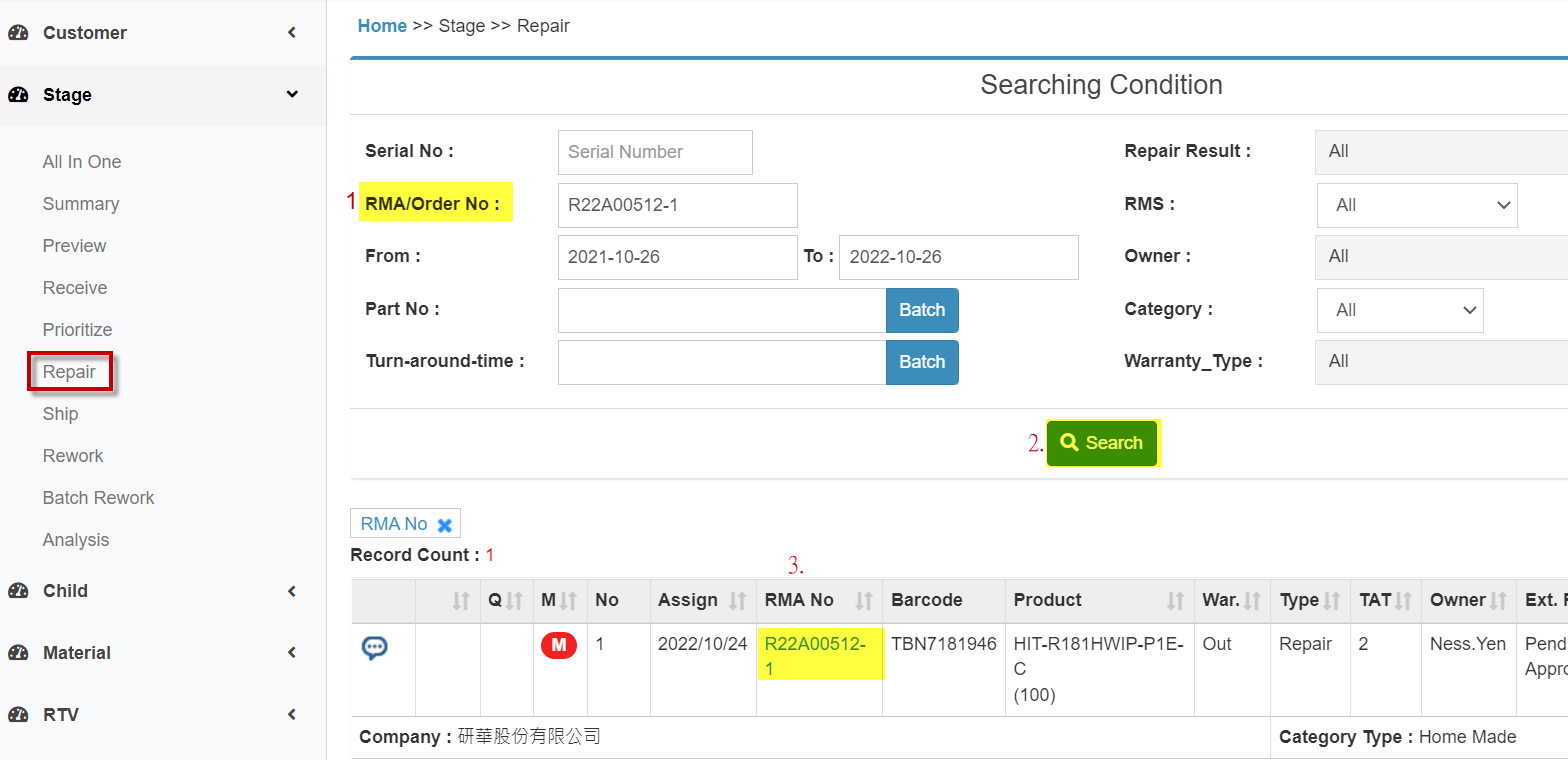 Customer
Stage
All In One
Summary
Preview
Receive
Prioritize
Repair
Ship
Rework
Batch Rework
Analysis
Child
Material
RTV
Home >> Stage >> Repair
Searching Condition
Serial No : Serial Number Repair Result : All
1 RMA/Order No : R22A00512-1 RMS : All
From : 2021-10-26 To : 2022-10-26 Owner : All
Part No : Batch Category : All
Turn-around-time : Batch Warranty_Type : All
2. Search
RMA No
Record Count : 1
3.
Q M No Assign RMA No Barcode Product War. Type TAT Owner Ext.
M 1 2022/10/24 R22A00512- TBN7181946 HIT-R181HWIP-P1E- Out Repair 2 Ness.Yen Pend
1 C Appro
(100)
Company : 研華股份有限公司 Category Type : Home Made